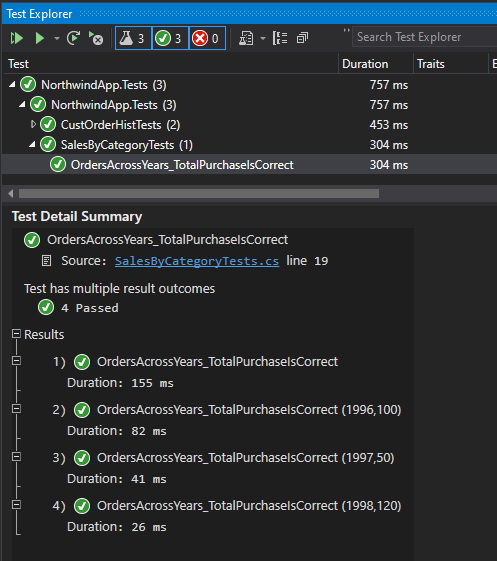 Test Explorer
3 3 0 Search Test Explorer
Test Duration Traits E
NorthwindApp.Tests (3) 757 ms
NorthwindApp.Tests (3) 757 ms
CustOrderHistTests (2) 453 ms
SalesByCategoryTests (1) 304 ms
OrdersAcrossYears_TotalPurchaseIsCorrect 304 ms
Test Detail Summary
OrdersAcrossYears_TotalPurchaseIsCorrect
Source: SalesByCategoryTests.cs line 19
Test has multiple result outcomes
4 Passed
Results
1) OrdersAcrossYears_TotalPurchaseIsCorrect
Duration: 155 ms
2) OrdersAcrossYears_TotalPurchaseIsCorrect (1996,100)
Duration: 82 ms
3) OrdersAcrossYears_TotalPurchaseIsCorrect (1997,50)
Duration: 41 ms
4) OrdersAcrossYears_TotalPurchaseIsCorrect (1998,120)
Duration: 26 ms